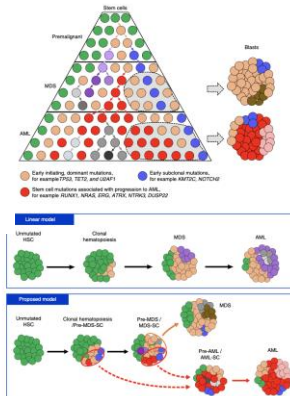 Stem cells
Premalignant
Blasts
MDS
AML
Early initiating, dominant mutations,
for example TP53, TET2, and U2AF1
Early subclonal mutations,
for example KMT2C, NOTCH2
Stem cell mutations associated with progression to AML,
for example RUNX1, NRAS, ERG, ATRX, NTRK3, DUSP22
Linear model
Unmutated
HSC
Clonal
hematopoiesis
MDS
AML
Proposed model
MDS
Unmutated
HSC
Clonal hematopoiesis
/Pre-MDS-SC
Pre-MDS
/MDS-SC
Pre-AML /
AML-SC
AML